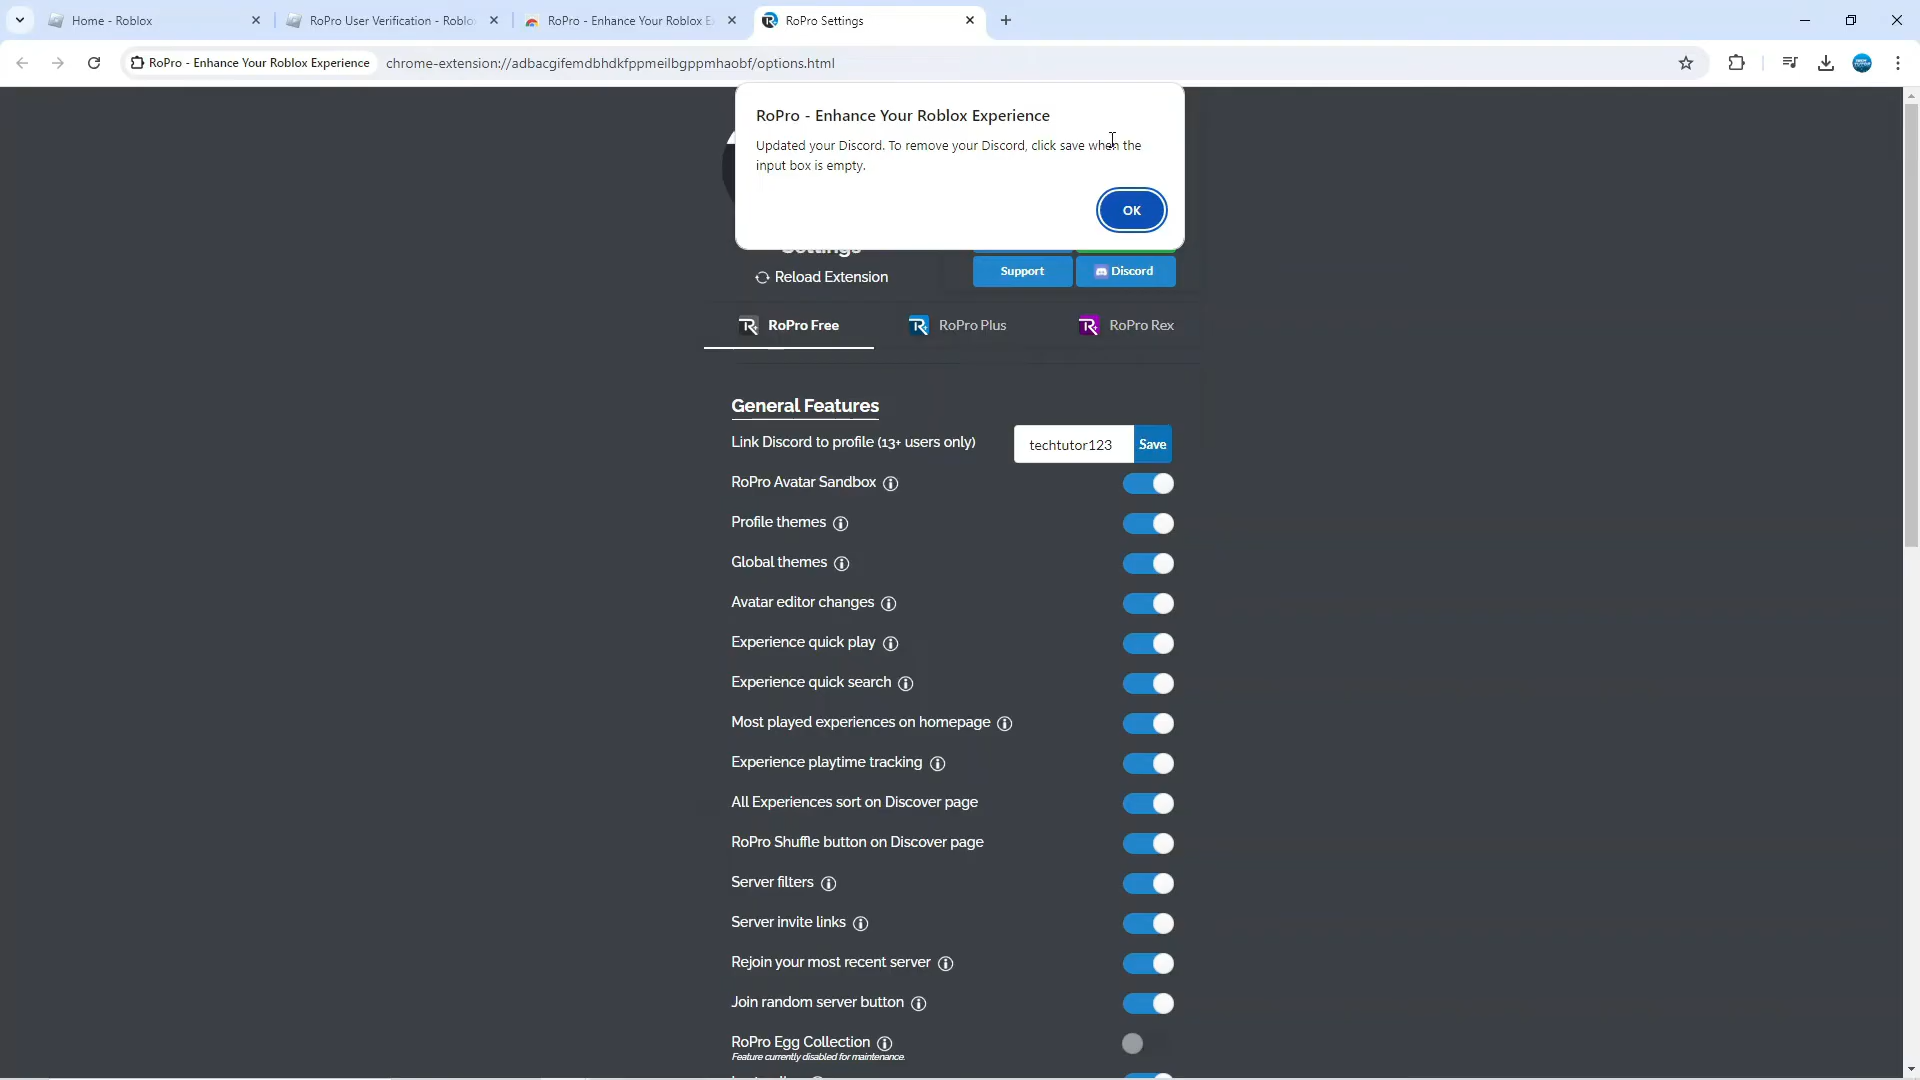 Home - Roblox
RoPro User Verification - Roblo
RoPro - Enhance Your Roblox E
RoPro Settings
RoPro - Enhance Your Roblox Experience
chrome-extension://adbacgifemdbhdkfppmeilbgppmhaobf/options.html
RoPro - Enhance Your Roblox Experience
Updated your Discord. To remove your Discord, click save when the
input box is empty.
OK
Settings
Reload Extension
Support
Discord
RoPro Free
RoPro Plus
RoPro Rex
General Features
Link Discord to profile (13+ users only)
techtutor123
Save
RoPro Avatar Sandbox
Profile themes
Global themes
Avatar editor changes
Experience quick play
Experience quick search
Most played experiences on homepage
Experience playtime tracking
All Experiences sort on Discover page
RoPro Shuffle button on Discover page
Server filters
Server invite links
Rejoin your most recent server
Join random server button
RoPro Egg Collection
Feature currently disabled for maintenance.